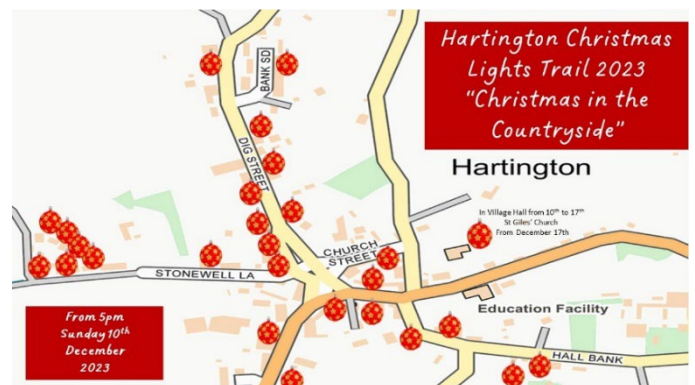 Hartington Christmas
Lights Trail 2023
"Christmas in the
Countryside"
Hartington
BANK SD
DIG STREET
In Village Hall from 10th to 17th
St Giles' Church
From December 17th
CHURCH
STREET
STONEWELL LA
Education Facility
HALL BANK
From 5pm
Sunday 10th
December
2023